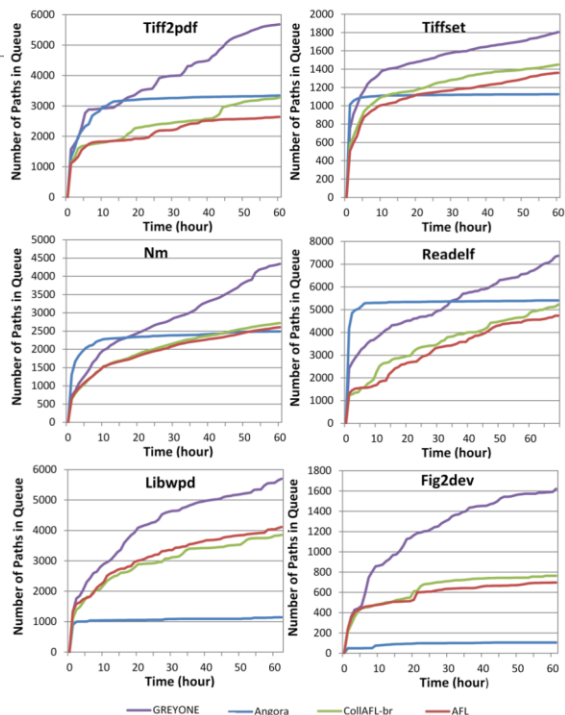 Tiff2pdf
Number of Paths in Queue
6000
5000
4000
3000
2000
1000
0
0 10 20 30 40 50 60
Time (hour)
Tiffset
Number of Paths in Queue
2000
1800
1600
1400
1200
1000
800
600
400
200
0
0 10 20 30 40 50 60
Time (hour)
Nm
Number of Paths in Queue
5000
4500
4000
3500
3000
2500
2000
1500
1000
500
0
0 10 20 30 40 50 60
Time (hour)
Readelf
Number of Paths in Queue
8000
7000
6000
5000
4000
3000
2000
1000
0
0 10 20 30 40 50 60
Time (hour)
Libwpd
Number of Paths in Queue
6000
5000
4000
3000
2000
1000
0
0 10 20 30 40 50 60
Time (hour)
Fig2dev
Number of Paths in Queue
1800
1600
1400
1200
1000
800
600
400
200
0
0 10 20 30 40 50 60
Time (hour)
GREYONE Angora CollAFL-br AFL